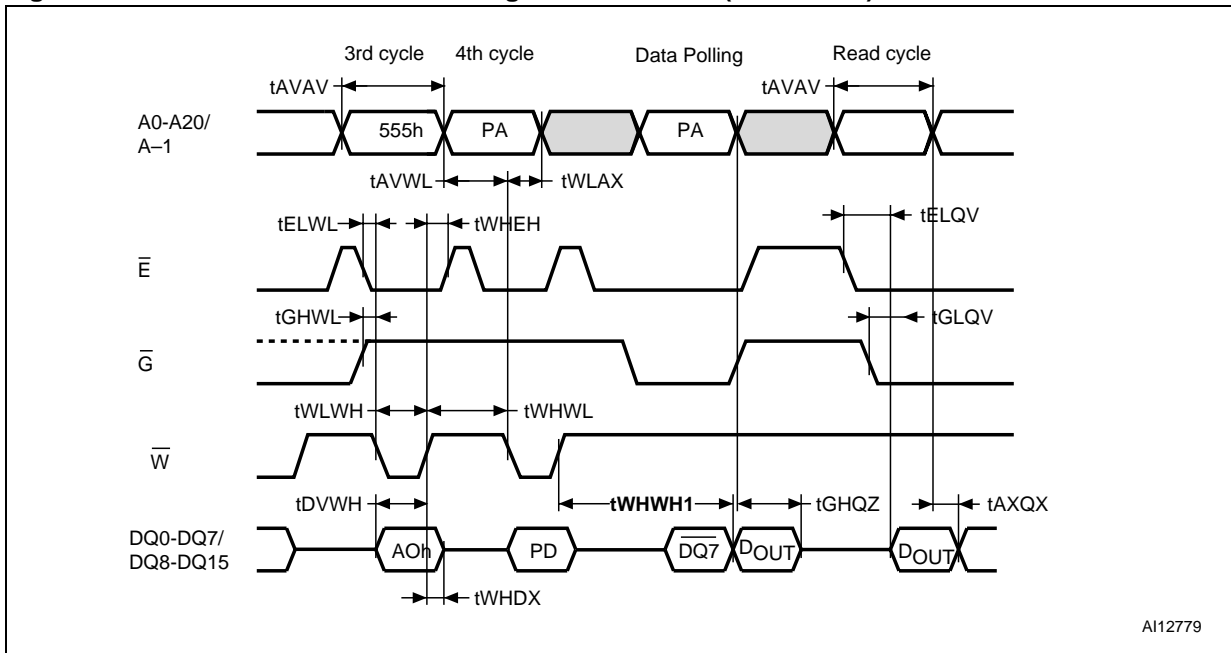 3rd cycle 4th cycle Data Polling Read cycle
tAVAV tAVAV
A0-A20/
A–1
555h PA PA
tAVWL tWLAX
tELWL tWHEH tELQV
E
tGHWL tGLQV
G
tWLWH tWHWL
W
tDVWH tWHWH1 tGHQZ tAXQX
DQ0-DQ7/
DQ8-DQ15
AOh PD DQ7 DOUT DOUT
tWHDX
AI12779